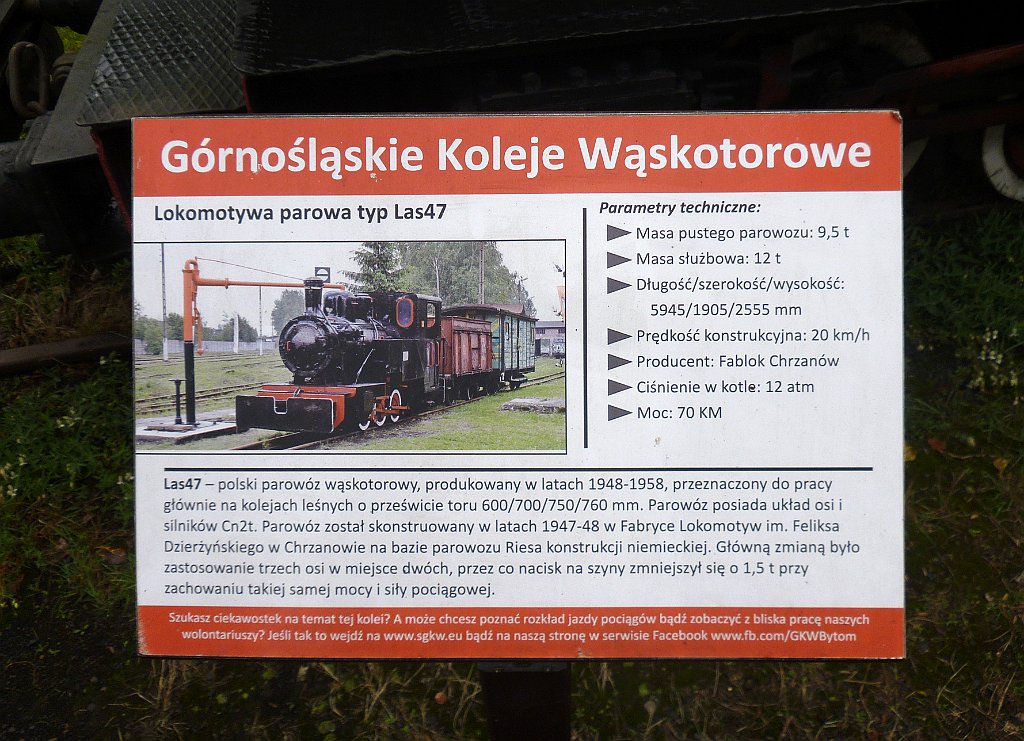 Górnośląskie Koleje Wąskotorowe
Lokomotywa parowa typ Las47
Parametry techniczne:
Masa pustego parowozu: 9,5 t
Masa służbowa: 12 t
Długość/szerokość/wysokość:
5945/1905/2555 mm
Prędkość konstrukcyjna: 20 km/h
Producent: Fablok Chrzanów
Ciśnienie w kotle: 12 atm
Moc: 70 KM
Las47 – polski parowóz wąskotorowy, produkowany w latach 1948-1958, przeznaczony do pracy
głównie na kolejach leśnych o prześwicie toru 600/700/750/760 mm. Parowóz posiada układ osi i
silników Cn2t. Parowóz został skonstruowany w latach 1947-48 w Fabryce Lokomotyw im. Feliksa
Dzierżyńskiego w Chrzanowie na bazie parowozu Riesa konstrukcji niemieckiej. Główną zmianą było
zastosowanie trzech osi w miejsce dwóch, przez co nacisk na szyny zmniejszył się o 1,5 t przy
zachowaniu takiej samej mocy i siły pociągowej.
Szukasz ciekawostek na temat tej kolei? A może chcesz poznać rozkład jazdy pociągów bądź zobaczyć z bliska pracę naszych
wolontariuszy? Jeśli tak to wejdź na www.sgkw.eu bądź na naszą stronę w serwisie Facebook www.fb.com/GKWBytom